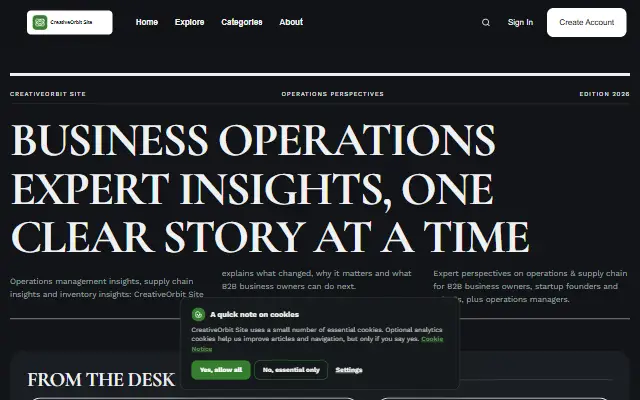 CreativeOrbit Site
Home Explore Categories About
Sign In Create Account
CREATIVEORBIT SITE OPERATIONS PERSPECTIVES EDITION 2026
BUSINESS OPERATIONS
EXPERT INSIGHTS, ONE
CLEAR STORY AT A TIME
Operations management insights, supply chain
insights and inventory insights: CreativeOrbit Site
explains what changed, why it matters and what
B2B business owners can do next.
Expert perspectives on operations & supply chain
for B2B business owners, startup founders and
plus operations managers.
A quick note on cookies
CreativeOrbit Site uses a small number of essential cookies. Optional analytics
cookies help us improve articles and navigation, but only if you say yes. Cookie
Notice
Yes, allow all No, essential only Settings
FROM THE DESK